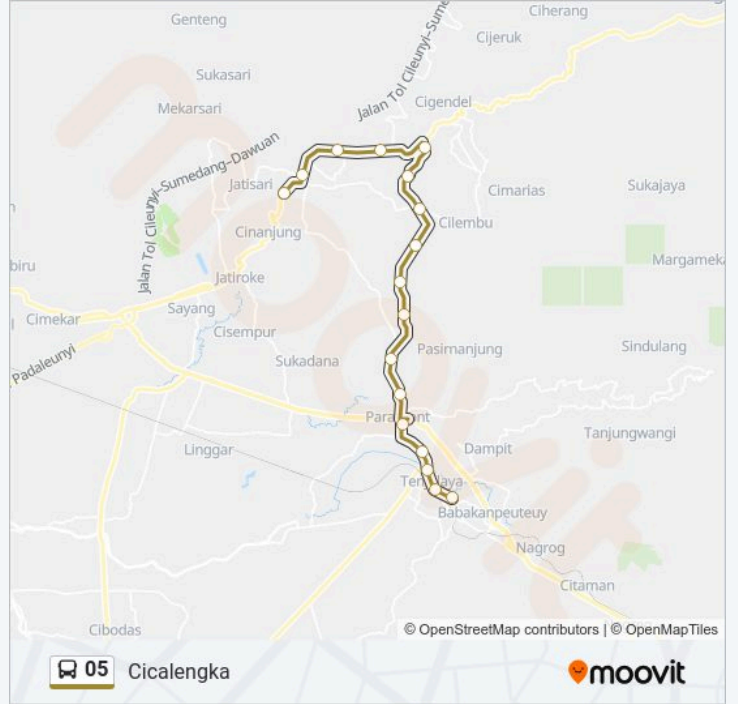 Ciherang
Genteng
Cijeruk
Sukasari
Jalan Tol Cileunyi-Sume
Cigendel
Mekarsari
Jalan Tol Cileunyi-Sumedang-Dawuan
Jatisari
Cimarias
Sukajaya
Cilembu
Cinanjung
Margameka
biru
Jatiroke
Sayang
Cimekar
Cisempur
Pasirnanjung
Sindulang
Padaleunyi
Sukadana
Tanjungwangi
Linggar
Dampit
Babakanpeuteuy
Nagrog
Citaman
Cibodas
© OpenStreetMap contributors | © OpenMapTiles
05 Cicalengka
moovit